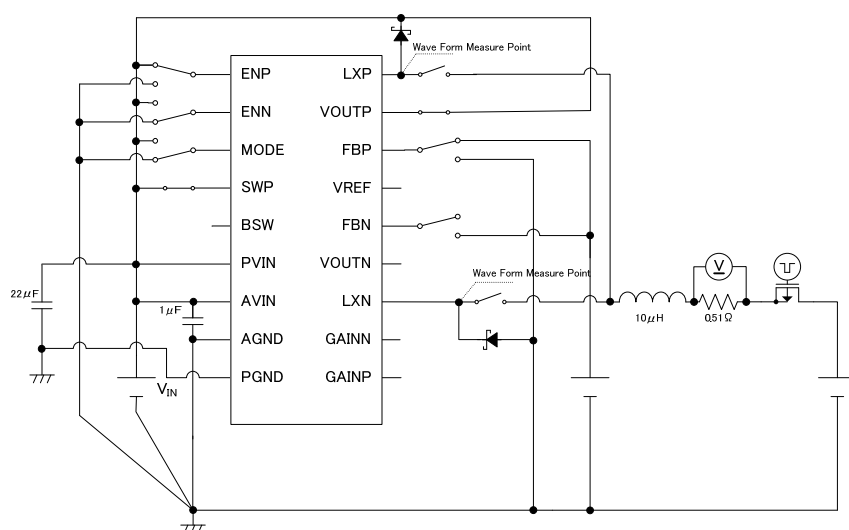 Wave Form Measure Point
ENP
LXP
ENN
VOUTP
MODE
FBP
SWP
VREF
BSW
FBN
PVIN
VOUTN
Wave Form Measure Point
22μF
1μF
AVIN
LXN
V
10μH
0.51Ω
AGND
GAINN
PGND
GAINP
VIN